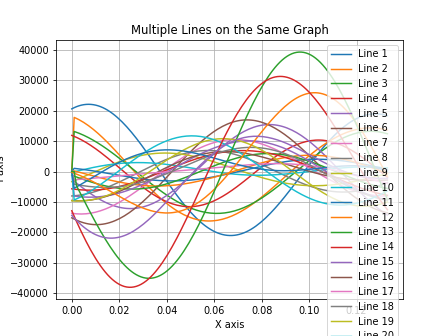 Multiple Lines on the Same Graph
40000
30000
20000
10000
0
−10000
−20000
−30000
−40000
0.00
0.02
0.04
0.06
0.08
0.10
X axis
Line 1
Line 2
Line 3
Line 4
Line 5
Line 6
Line 7
Line 8
Line 9
Line 10
Line 11
Line 12
Line 13
Line 14
Line 15
Line 16
Line 17
Line 18
Line 19
Line 20